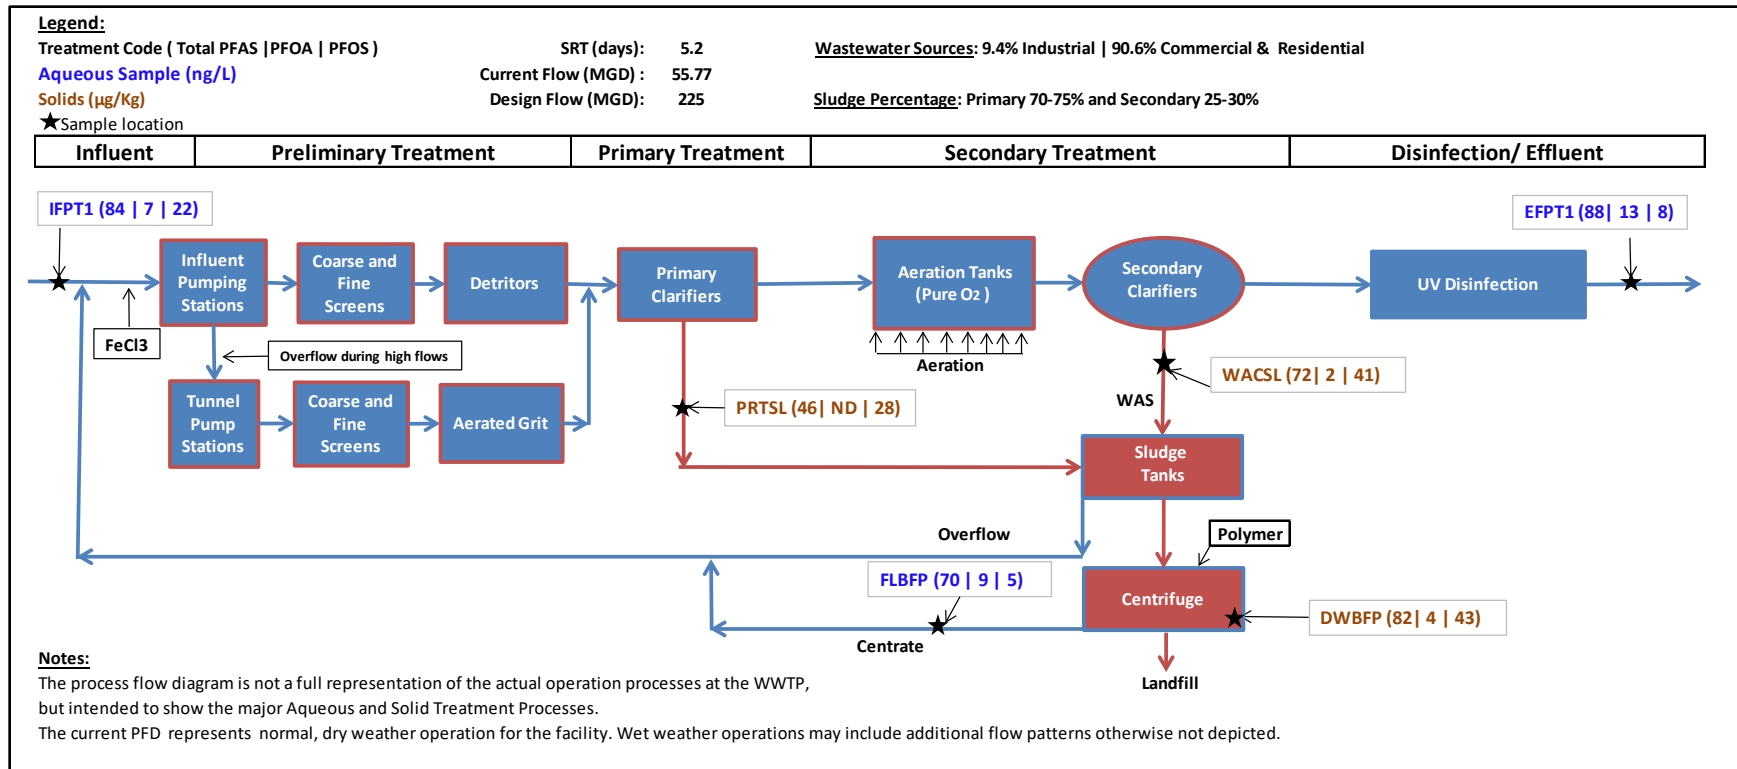 Legend:
Treatment Code ( Total PFAS |PFOA | PFOS )
SRT (days): 5.2
Wastewater Sources: 9.4% Industrial | 90.6% Commercial & Residential
Aqueous Sample (ng/L)
Current Flow (MGD) : 55.77
Solids (µg/Kg)
Design Flow (MGD): 225
Sludge Percentage: Primary 70-75% and Secondary 25-30%
★Sample location
Influent
Preliminary Treatment
Primary Treatment
Secondary Treatment
Disinfection/ Effluent
IFPT1 (84 | 7 | 22)
EFPT1 (88| 13 | 8)
Influent
Pumping
Stations
Coarse and
Fine
Screens
Detritors
Primary
Clarifiers
Aeration Tanks
(Pure O2 )
Secondary
Clarifiers
UV Disinfection
FeCl3
Overflow during high flows
Aeration
WACSL (72| 2 | 41)
WAS
Tunnel
Pump
Stations
Coarse and
Fine
Screens
Aerated Grit
PRTSL (46| ND | 28)
Sludge
Tanks
Overflow
Polymer
FLBFP (70 | 9 | 5)
Centrifuge
DWBFP (82| 4 | 43)
Centrate
Landfill
Notes:
The process flow diagram is not a full representation of the actual operation processes at the WWTP,
but intended to show the major Aqueous and Solid Treatment Processes.
The current PFD represents normal, dry weather operation for the facility. Wet weather operations may include additional flow patterns otherwise not depicted.